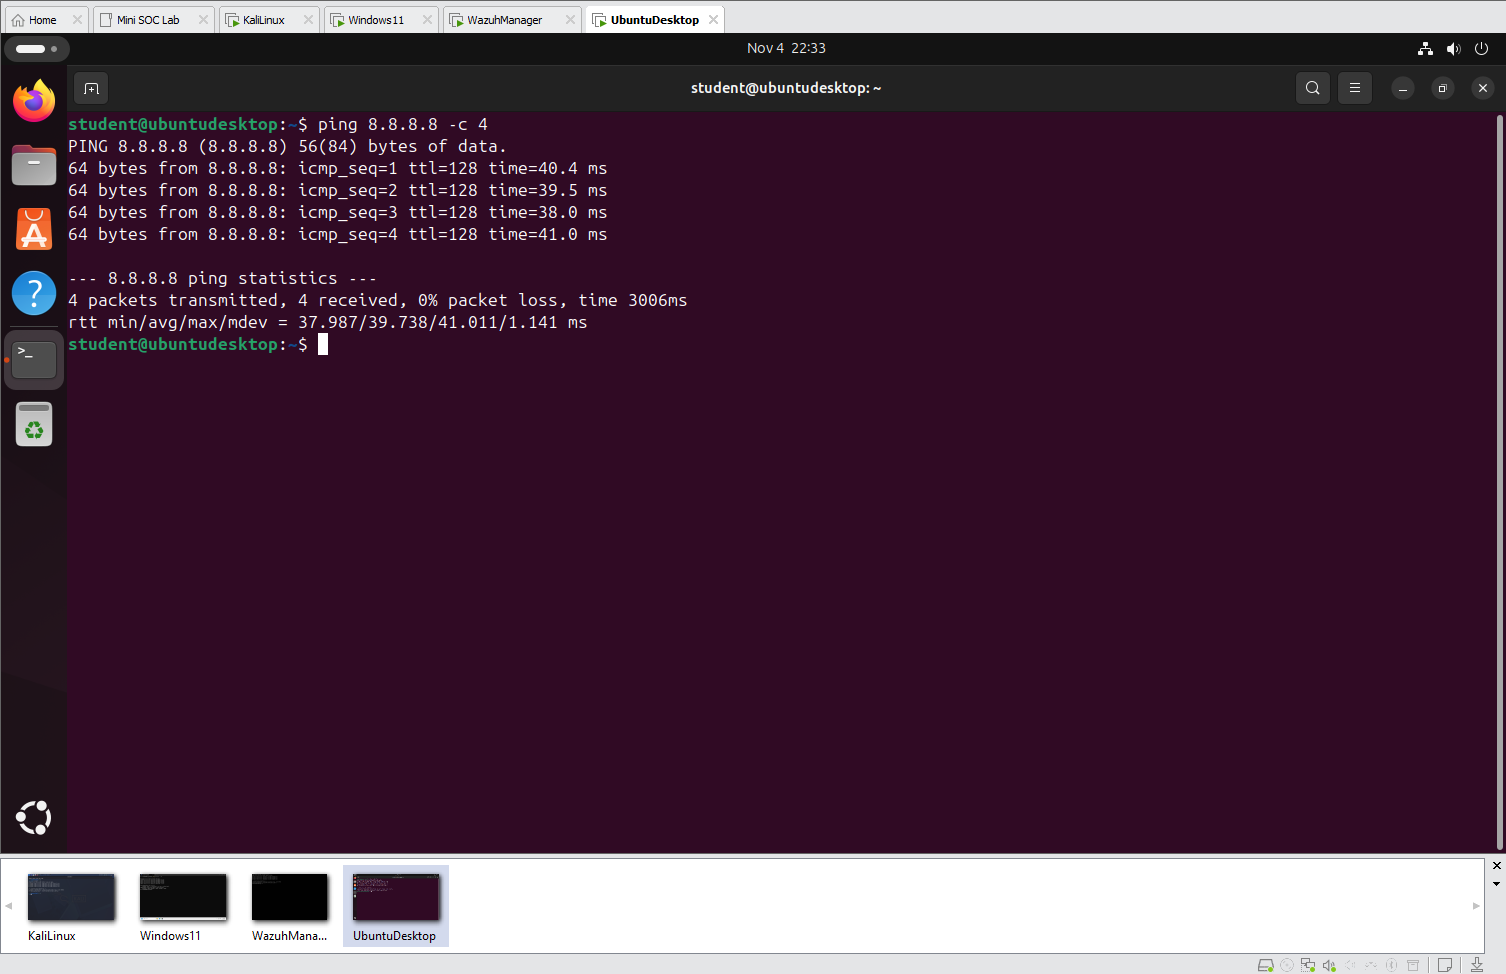 Home
Mini SOC Lab
KaliLinux
Windows11
WazuhManager
UbuntuDesktop
Nov 4 22:33
student@ubuntudesktop: ~
student@ubuntudesktop:~$ ping 8.8.8.8 -c 4
PING 8.8.8.8 (8.8.8.8) 56(84) bytes of data.
64 bytes from 8.8.8.8: icmp_seq=1 ttl=128 time=40.4 ms
64 bytes from 8.8.8.8: icmp_seq=2 ttl=128 time=39.5 ms
64 bytes from 8.8.8.8: icmp_seq=3 ttl=128 time=38.0 ms
64 bytes from 8.8.8.8: icmp_seq=4 ttl=128 time=41.0 ms
--- 8.8.8.8 ping statistics ---
4 packets transmitted, 4 received, 0% packet loss, time 3006ms
rtt min/avg/max/mdev = 37.987/39.738/41.011/1.141 ms
student@ubuntudesktop:~$
KaliLinux
Windows11
WazuhMana...
UbuntuDesktop